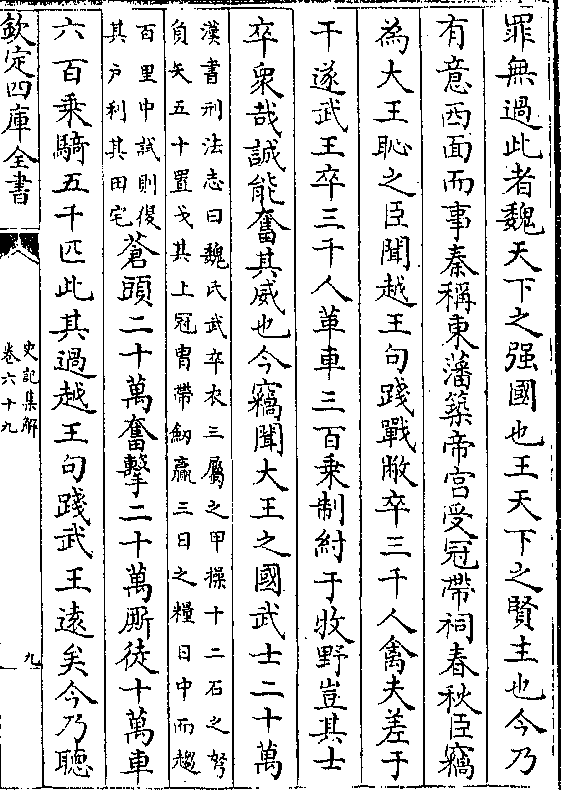 罪無過此者魏天下之强國也王天下之賢主也今乃
有意西面而事秦稱東藩築帝宫受冠帶祠春秋臣竊
為大王恥之臣聞越王句踐戰敝卒三千人禽夫差于
干遂武王卒三千人革車三百乗制紂于牧野豈其士
卒衆哉誠能奮其威也今竊聞大王之國武士二十萬
漢書刑法志曰魏氏武卒衣三屬之甲操十二石之弩
負矢五十置戈其上冠胄帶劒贏三日之糧日中而趨
百里中試則復
其户利其田宅
蒼頭二十萬奮擊二十萬厮徒十萬車
六百乗騎五千匹此其過越王句踐武王遠矣今乃聽
欽定四庫全書
史記集解
卷六十九
九